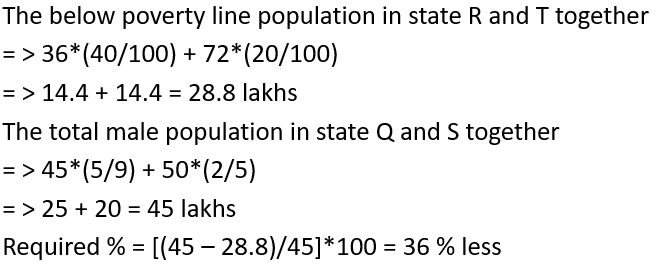 The below poverty line population in state R and T together
= > 36*(40/100) + 72*(20/100)
= > 14.4 + 14.4 = 28.8 lakhs
The total male population in state Q and S together
= > 45*(5/9) + 50*(2/5)
= > 25 + 20 = 45 lakhs
Required % = [(45 – 28.8)/45]*100 = 36 % less